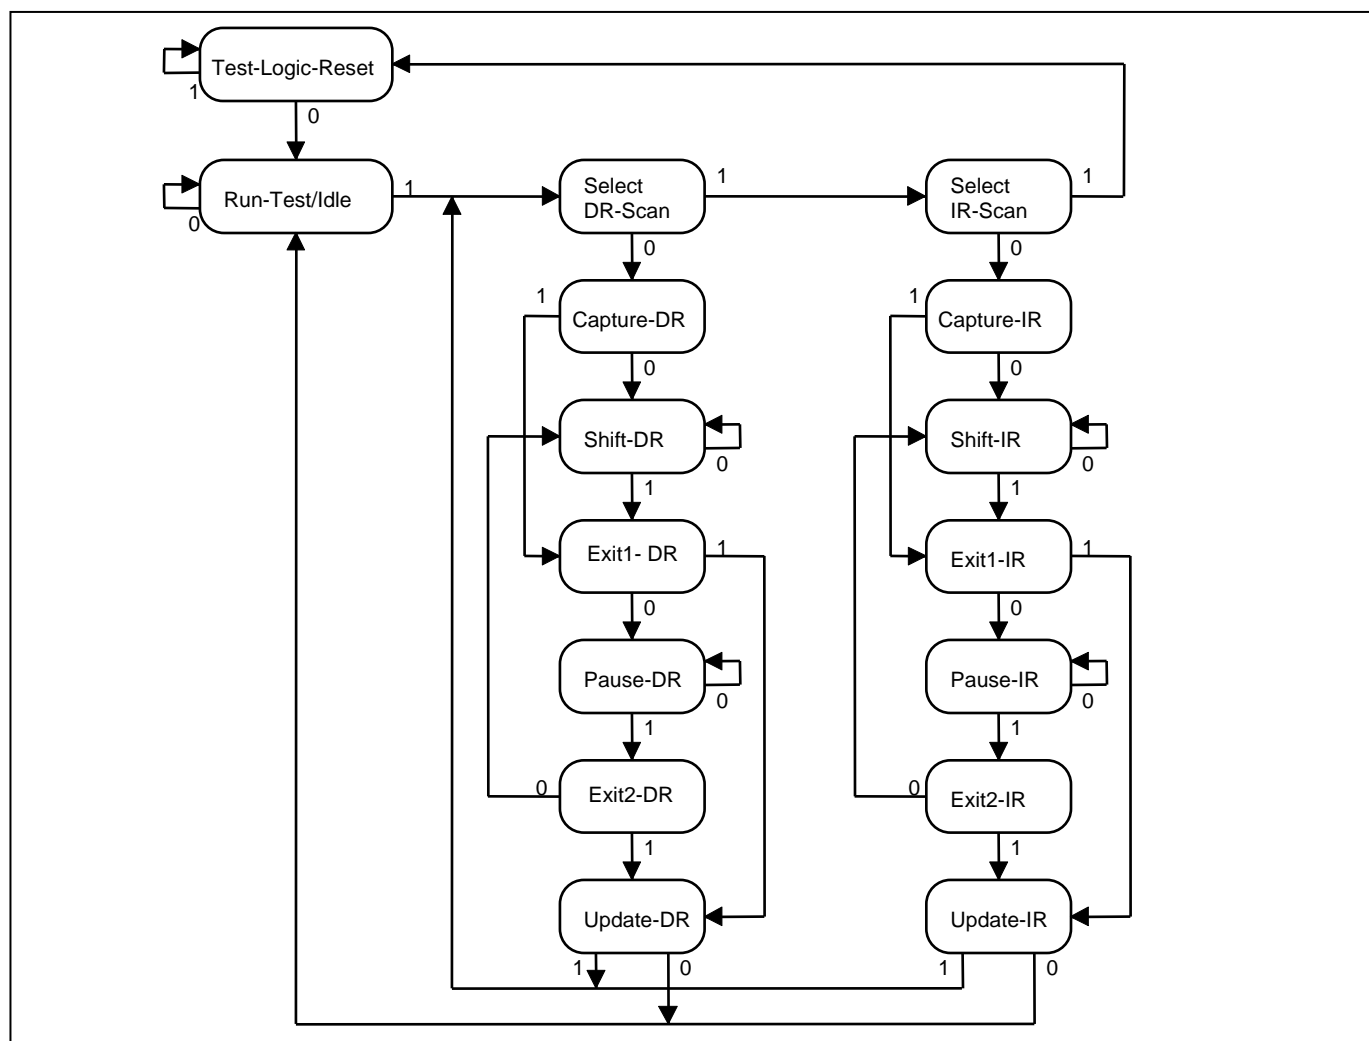 Test-Logic-Reset
1
0
Run-Test/Idle
0
1
Select
DR-Scan
1
0
Select
IR-Scan
1
0
Capture-DR
1
0
Capture-IR
1
0
Shift-DR
0
1
Shift-IR
0
1
Exit1- DR
1
0
Exit1-IR
1
0
Pause-DR
0
1
Pause-IR
0
1
Exit2-DR
0
1
Exit2-IR
0
1
Update-DR
1
0
Update-IR
1
0